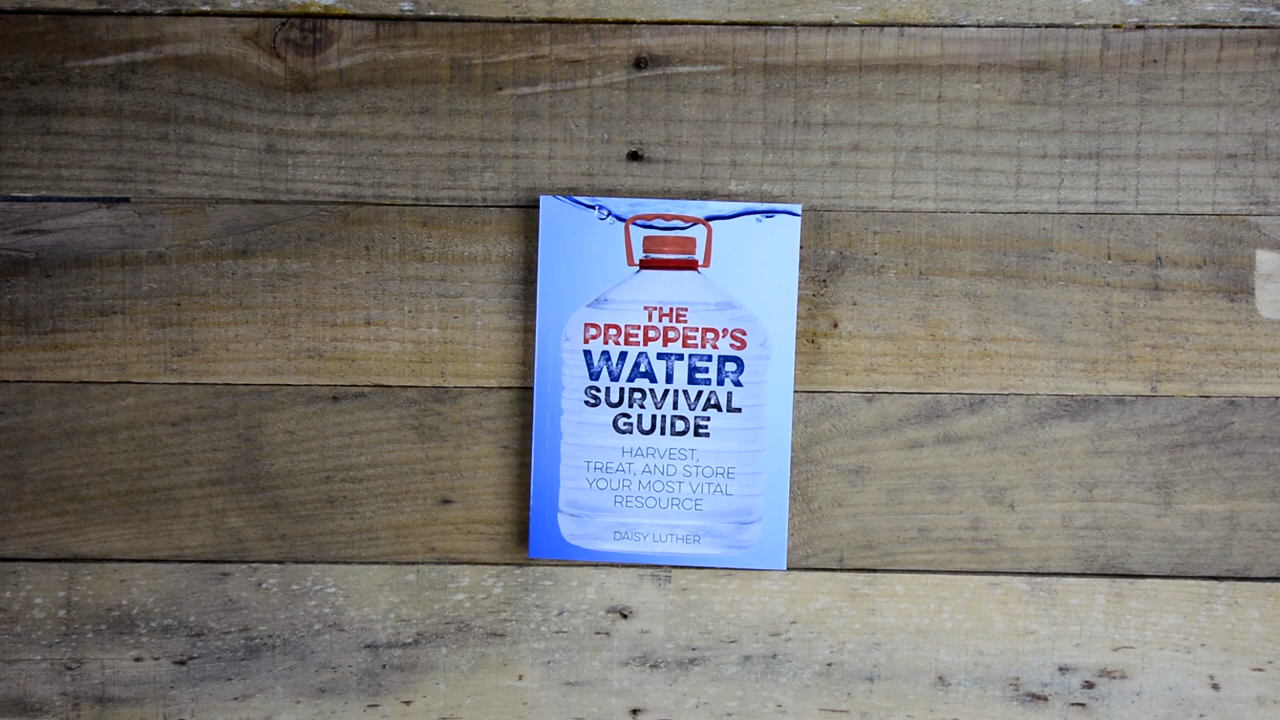 THE
PREPPER'S
WATER
SURVIVAL
GUIDE
HARVEST,
TREAT, AND STORE
YOUR MOST VITAL
RESOURCE
DAISY LUTHER